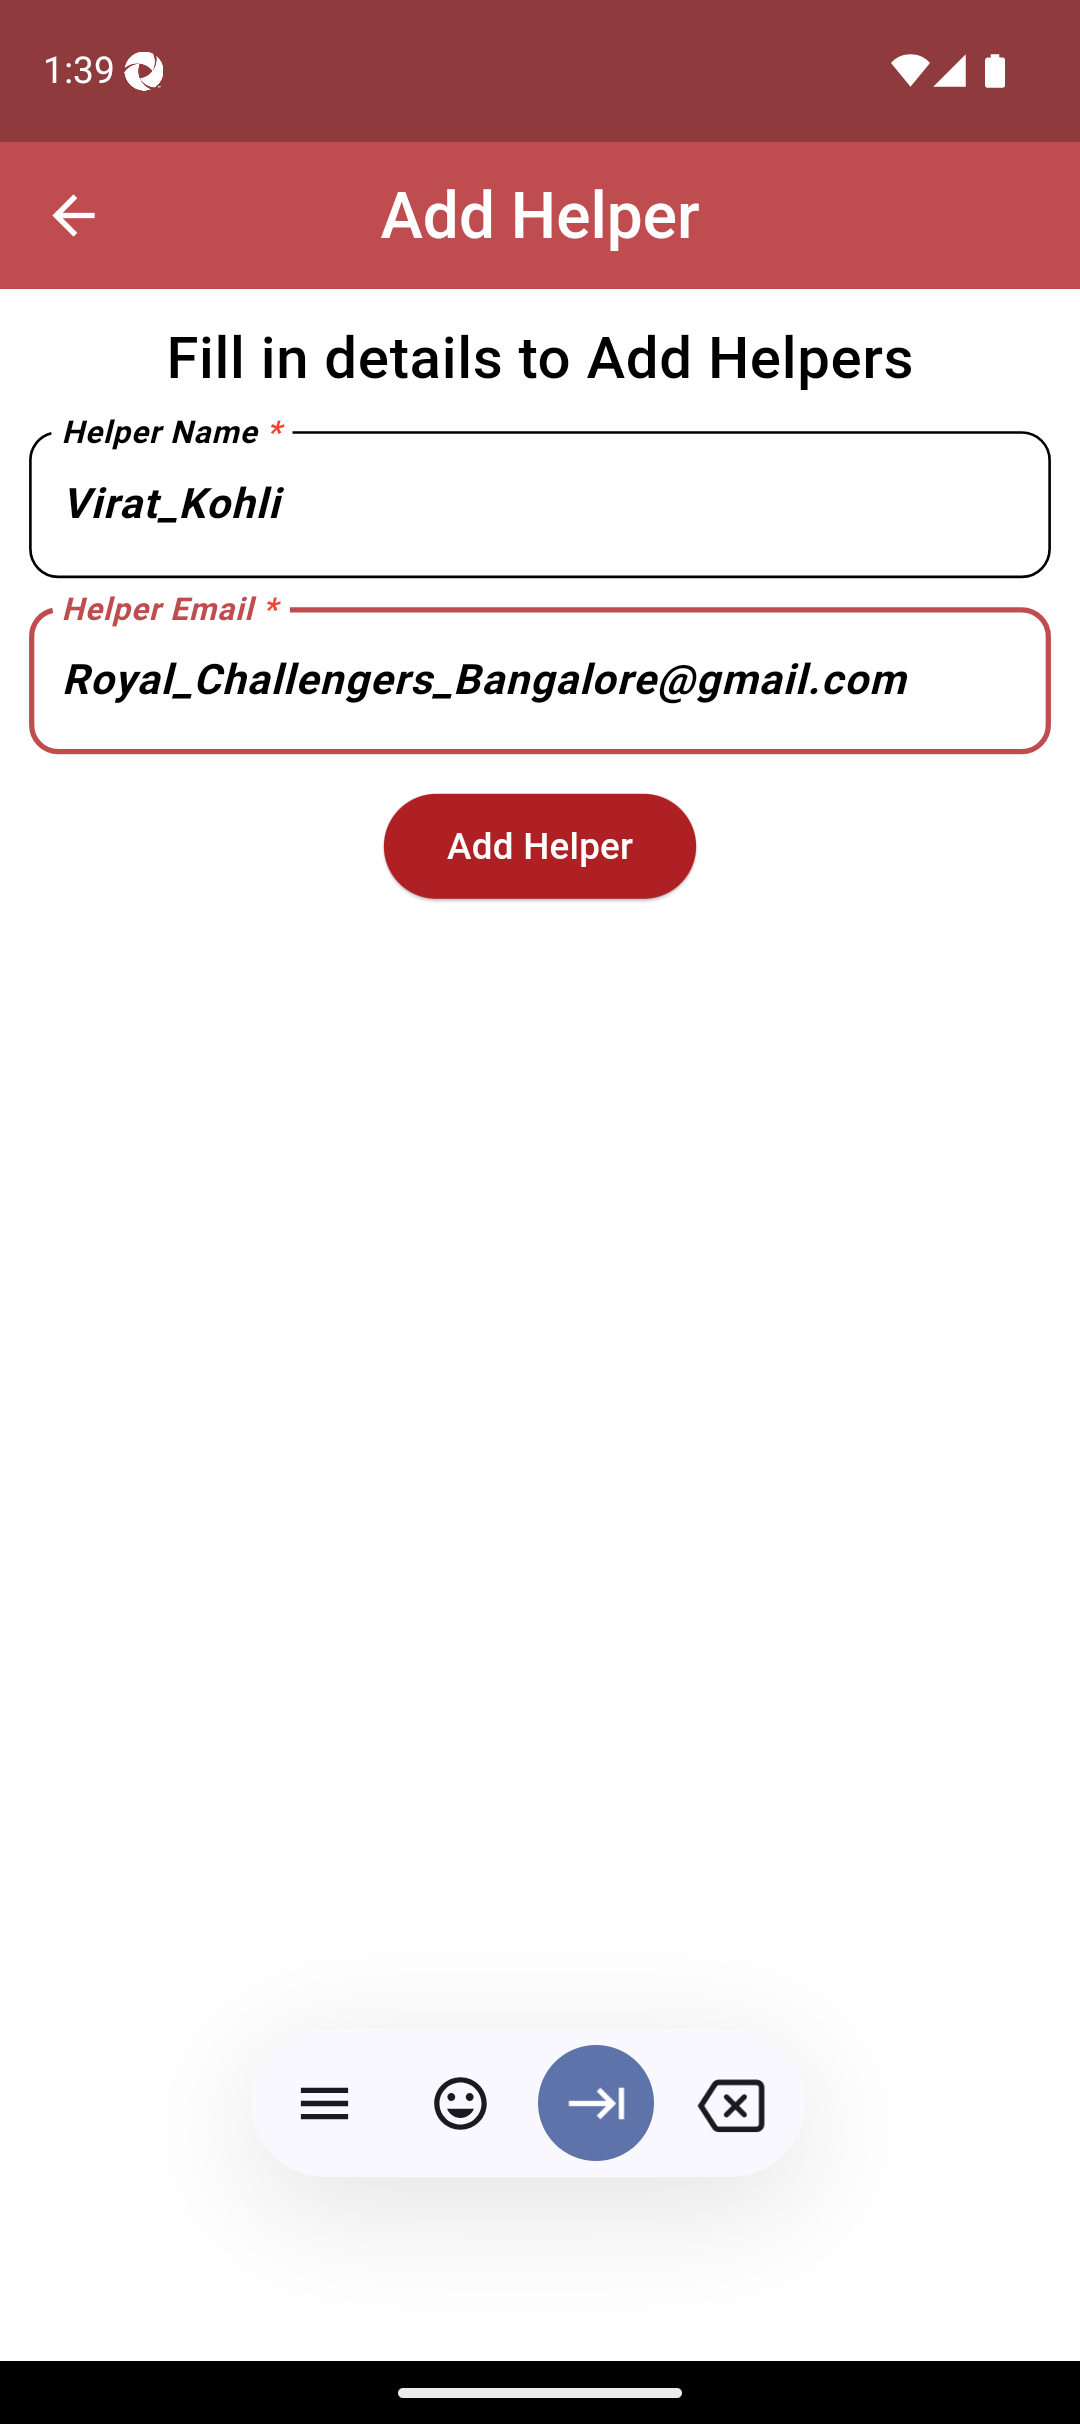 1:39
Add Helper
Fill in details to Add Helpers
Helper Name *
Virat_Kohli
Helper Email *
Royal_Challengers_Bangalore@gmail.com
Add Helper